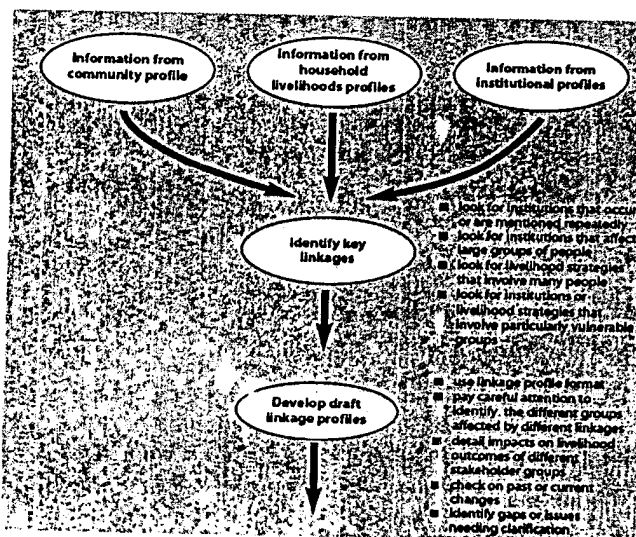 Information from
community profile
Information from
household
livelihoods profiles
Information from
institutional profiles
Identify key
linkages
■ look for institutions that occur
or are mentioned repeatedly
■ look for institutions that affect
large groups of people
■ look for livelihood strategies
that involve many people
■ look for institutions or
livelihood strategies that
involve particularly vulnerable
groups
Develop draft
linkage profiles
■ use linkage profile format
■ pay careful attention to
identify the different groups
affected by different linkages
■ detail impacts on livelihood
outcomes of different
stakeholder groups
■ check on past or current
changes
■ identify gaps or issues
needing clarification